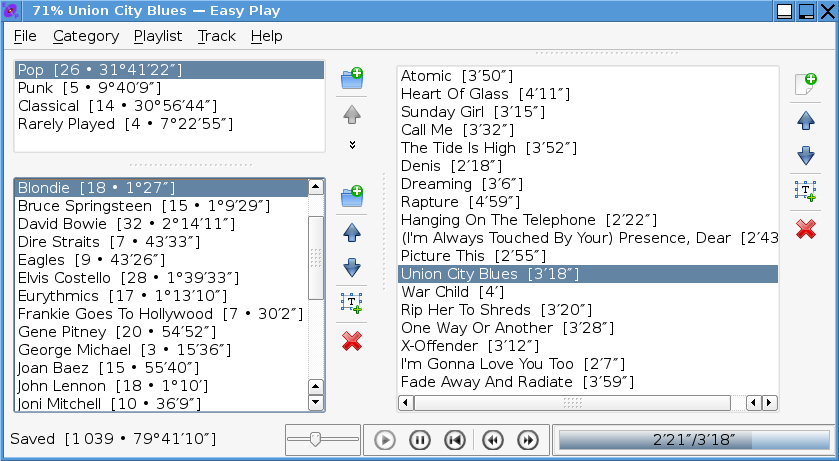 71% Union City Blues — Easy Play
File Category Playlist Track Help
Pop [26 • 31°41′22″]
Punk [5 • 9°40′9″]
Classical [14 • 30°56′44″]
Rarely Played [4 • 7°22′55″]
Blondie [18 • 1°27″]
Bruce Springsteen [15 • 1°9′29″]
David Bowie [32 • 2°14′11″]
Dire Straits [7 • 43′33″]
Eagles [9 • 43′26″]
Elvis Costello [28 • 1°39′33″]
Eurythmics [17 • 1°13′10″]
Frankie Goes To Hollywood [7 • 30′2″]
Gene Pitney [20 • 54′52″]
George Michael [3 • 15′36″]
Joan Baez [15 • 55′40″]
John Lennon [18 • 1°10′]
Joni Mitchell [10 • 36′9″]
Atomic [3′50″]
Heart Of Glass [4′11″]
Sunday Girl [3′15″]
Call Me [3′32″]
The Tide Is High [3′52″]
Denis [2′18″]
Dreaming [3′6″]
Rapture [4′59″]
Hanging On The Telephone [2′22″]
(I'm Always Touched By Your) Presence, Dear [2′43
Picture This [2′55″]
Union City Blues [3′18″]
War Child [4′]
Rip Her To Shreds [3′20″]
One Way Or Another [3′28″]
X-Offender [3′12″]
I'm Gonna Love You Too [2′7″]
Fade Away And Radiate [3′59″]
Saved [1 039 • 79°41′10″]
2′21″/3′18″